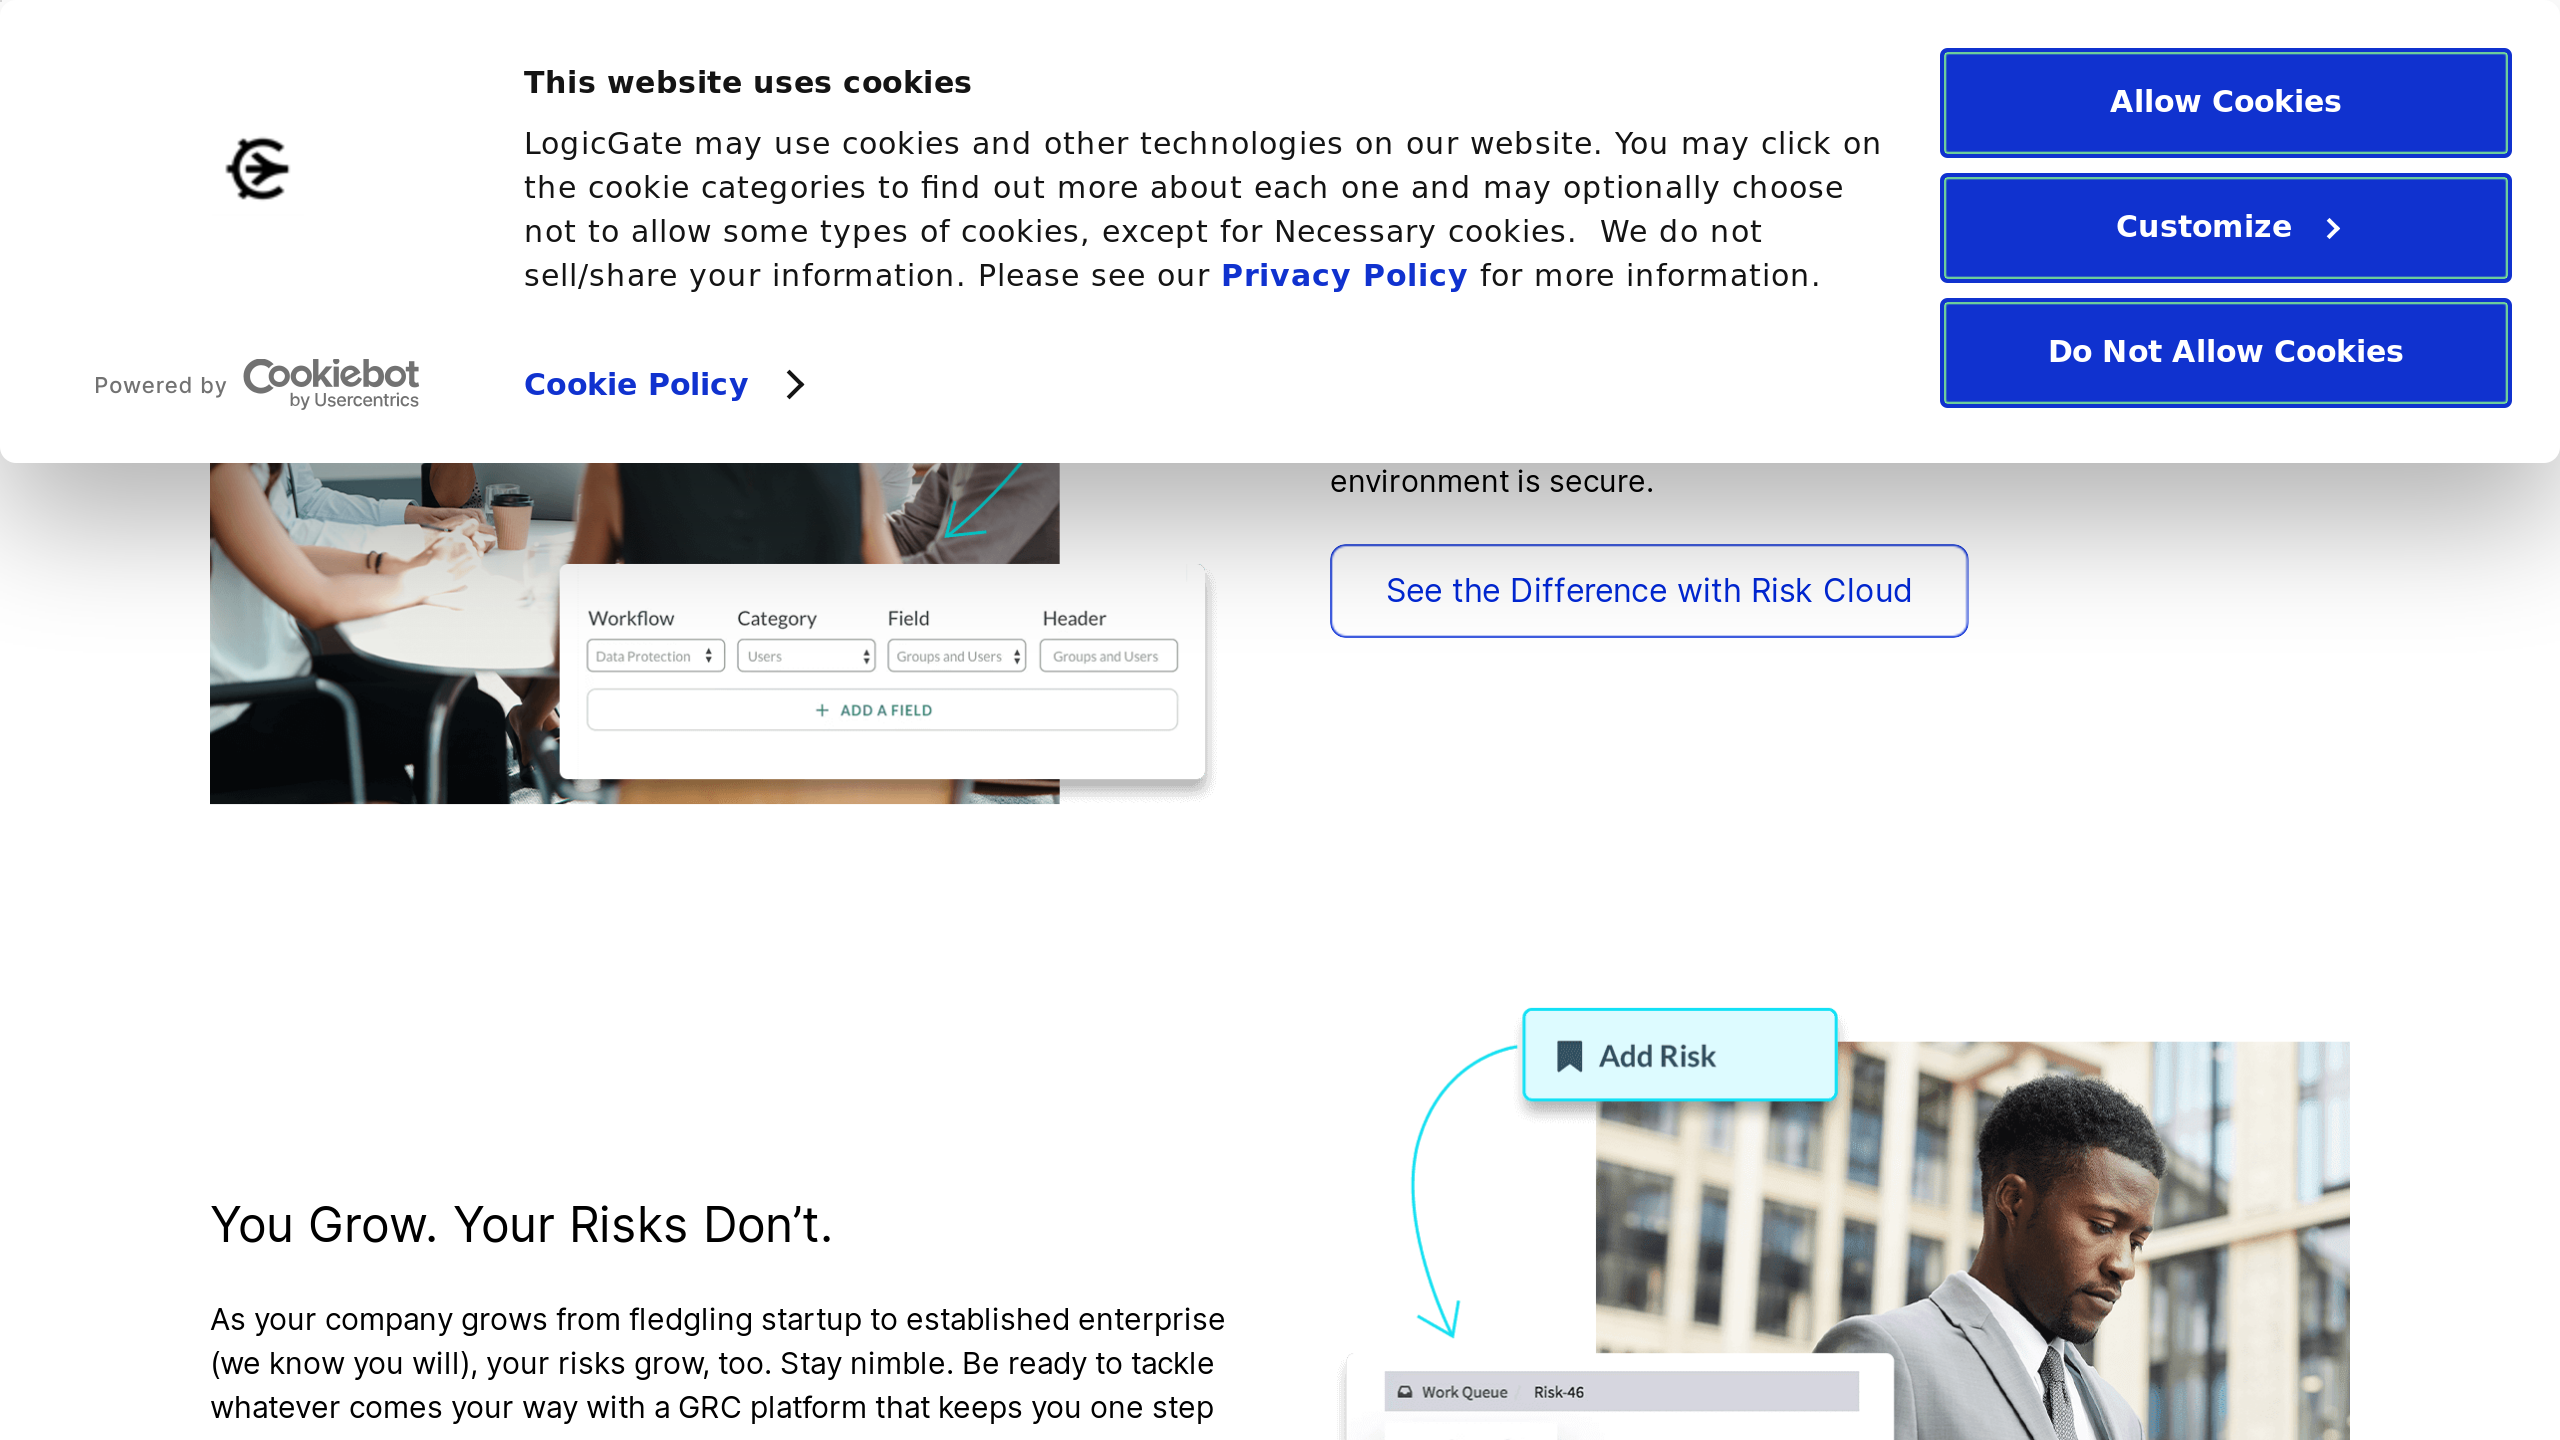 This website uses cookies
LogicGate may use cookies and other technologies on our website. You may click on
the cookie categories to find out more about each one and may optionally choose
not to allow some types of cookies, except for Necessary cookies.  We do not
sell/share your information. Please see our Privacy Policy for more information.
Powered by Cookiebot
by Usercentrics
Cookie Policy
Allow Cookies
Customize
Do Not Allow Cookies
environment is secure.
See the Difference with Risk Cloud
Workflow Category Field Header
Data Protection Users Groups and Users Groups and Users
+ ADD A FIELD
Add Risk
You Grow. Your Risks Don’t.
As your company grows from fledgling startup to established enterprise
(we know you will), your risks grow, too. Stay nimble. Be ready to tackle
whatever comes your way with a GRC platform that keeps you one step
Work Queue / Risk-46